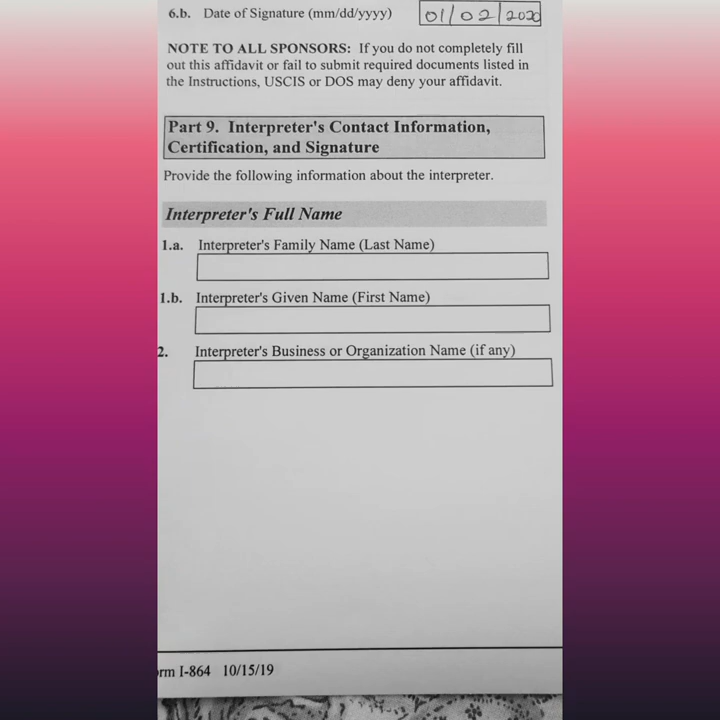 6.b. Date of Signature (mm/dd/yyyy) 01/02/2020
NOTE TO ALL SPONSORS: If you do not completely fill
out this affidavit or fail to submit required documents listed in
the Instructions, USCIS or DOS may deny your affidavit.
Part 9. Interpreter's Contact Information,
Certification, and Signature
Provide the following information about the interpreter.
Interpreter's Full Name
1.a. Interpreter's Family Name (Last Name)
1.b. Interpreter's Given Name (First Name)
2. Interpreter's Business or Organization Name (if any)
rm I-864 10/15/19